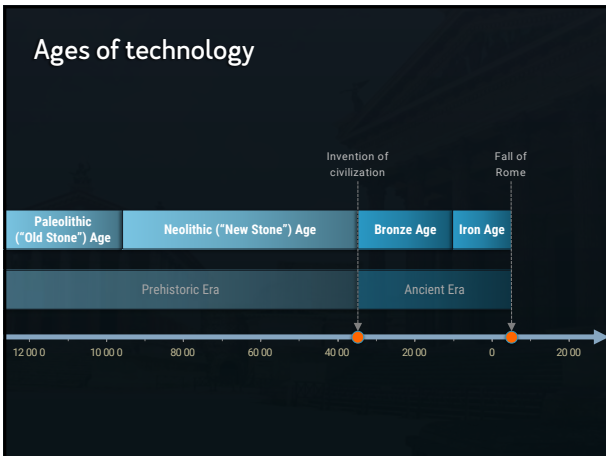 Ages of technology
Invention of
civilization
Fall of
Rome
Paleolithic
(“Old Stone”) Age
Neolithic (“New Stone”) Age
Bronze Age
Iron Age
Prehistoric Era
Ancient Era
12 00 0 10 00 0 80 00 60 00 40 00 20 00 0 20 00